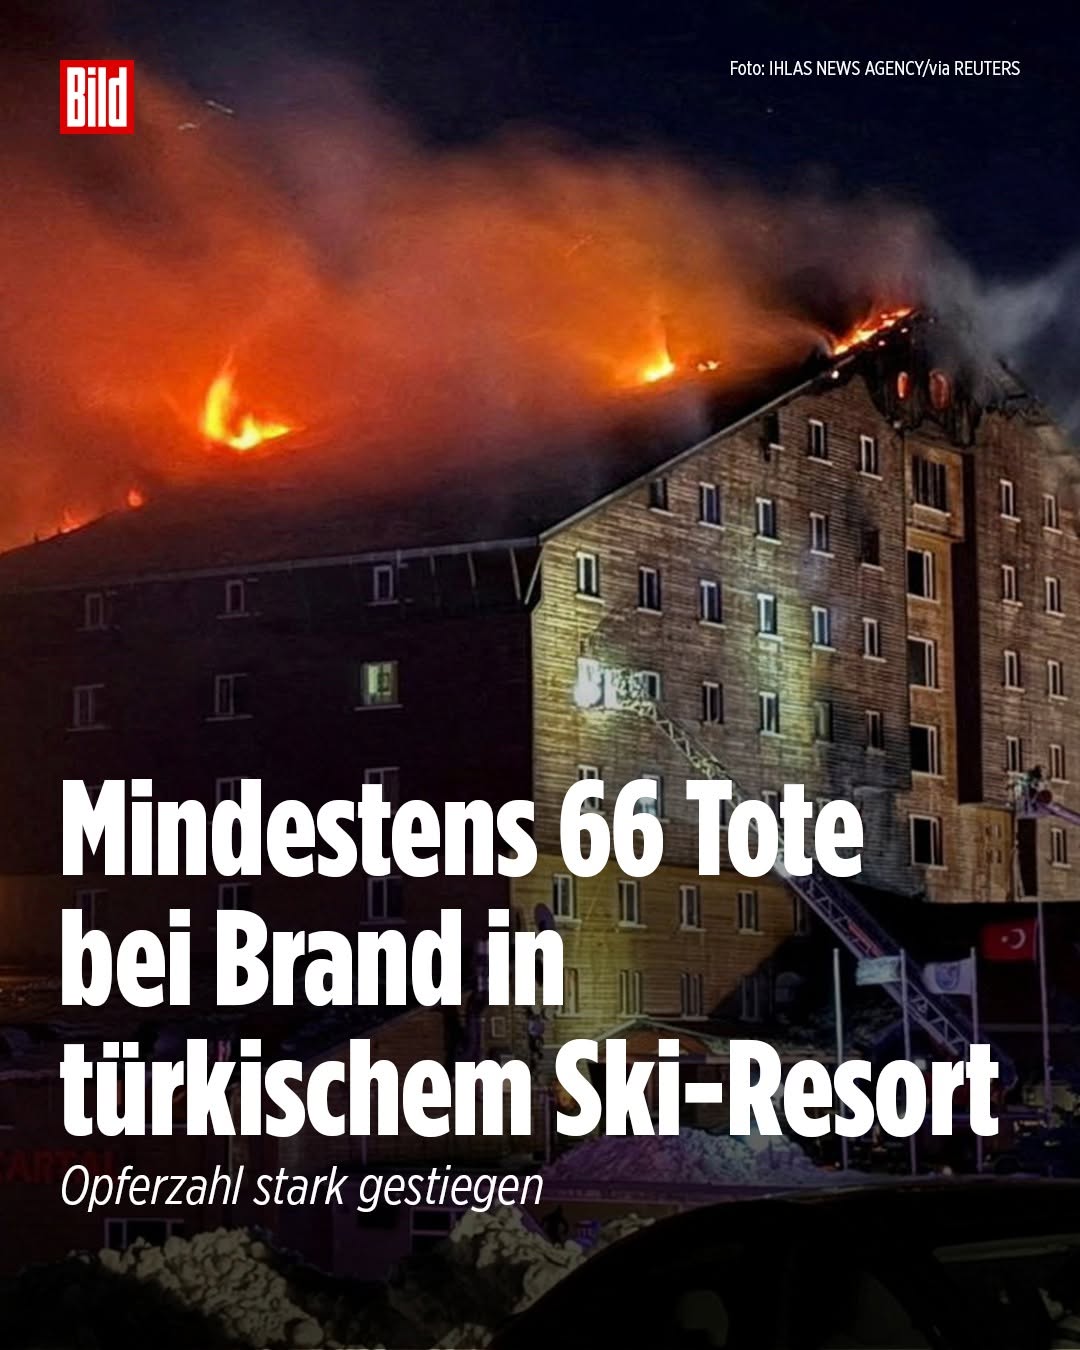 Bild
Foto: IHLAS NEWS AGENCY/via REUTERS
Mindestens 66 Tote
bei Brand in
türkischem Ski-Resort
KARTAL
Opferzahl stark gestiegen